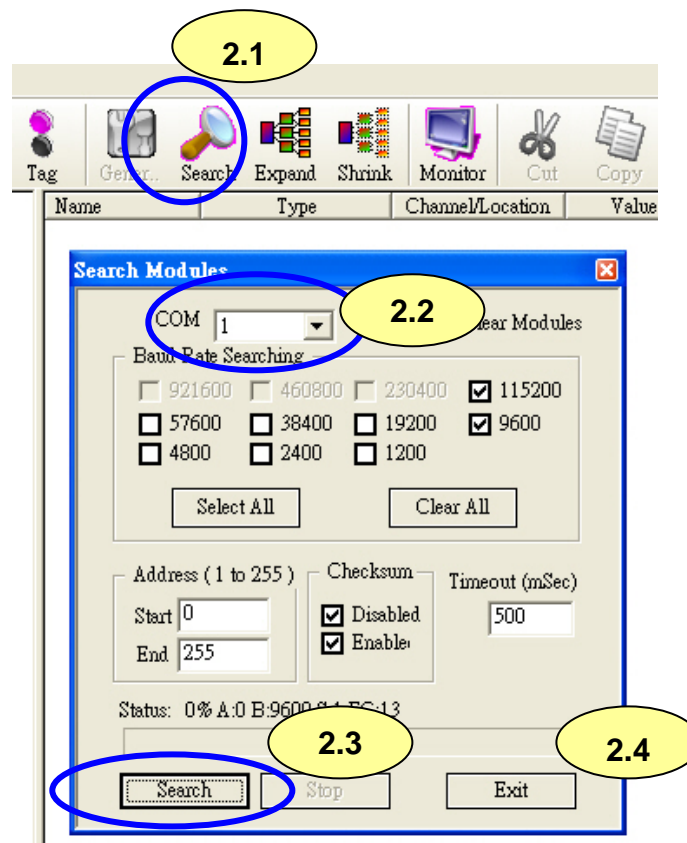 2.1
Tag Gener.. Search Expand Shrink Monitor Cut Copy
Name Type Channel/Location Value
Search Modules
COM 1 2.2 Modules
Baud Rate Searching
921600 460800 230400 115200
57600 38400 19200 9600
4800 2400 1200
Select All Clear All
Address ( 1 to 255 ) Checksum Timeout (mSec)
Start 0 Disabled 500
End 255 Enable
Status: 0% A:0 B:9600
2.3 2.4
Search Stop Exit